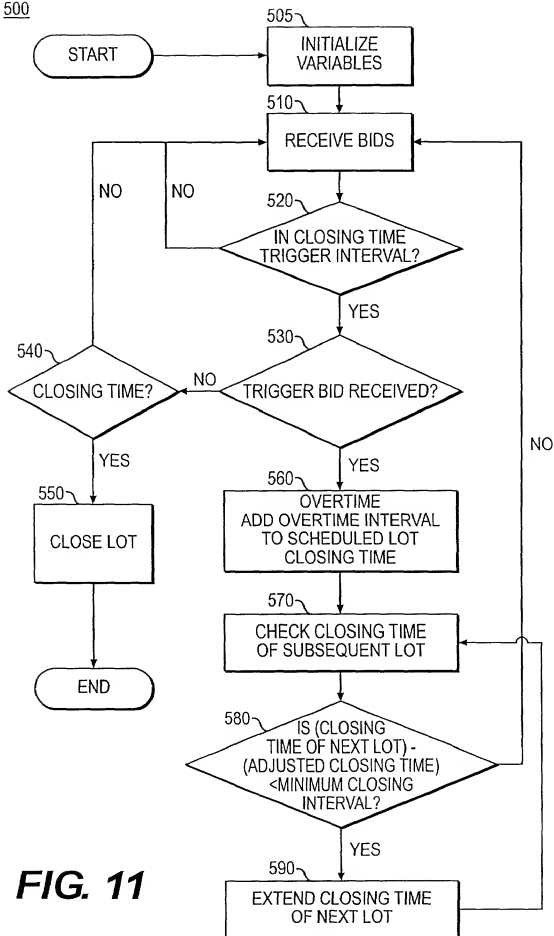 500
START
505
INITIALIZE
VARIABLES
510
RECEIVE BIDS
NO
NO
520
IN CLOSING TIME
TRIGGER INTERVAL?
YES
540
CLOSING TIME?
NO
530
TRIGGER BID RECEIVED?
NO
YES
YES
550
CLOSE LOT
560
OVERTIME
ADD OVERTIME INTERVAL
TO SCHEDULED LOT
CLOSING TIME
570
CHECK CLOSING TIME
OF SUBSEQUENT LOT
END
580
IS (CLOSING
TIME OF NEXT LOT) -
(ADJUSTED CLOSING TIME)
<MINIMUM CLOSING
INTERVAL?
YES
590
EXTEND CLOSING TIME
OF NEXT LOT
FIG. 11